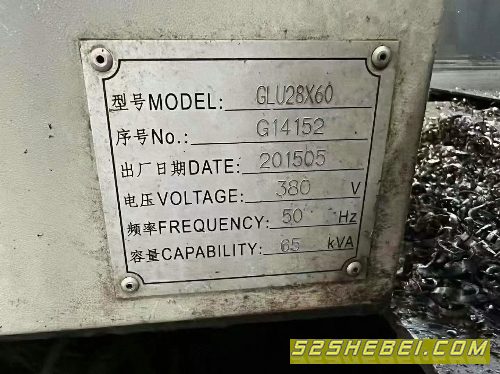 型号MODEL: GLU28X60
序号No.: G14152
出厂日期DATE: 201505
电压VOLTAGE: 380 V
频率FREQUENCY: 50 Hz
容量CAPABILITY: 65 kVA
52SHEBEI.COM